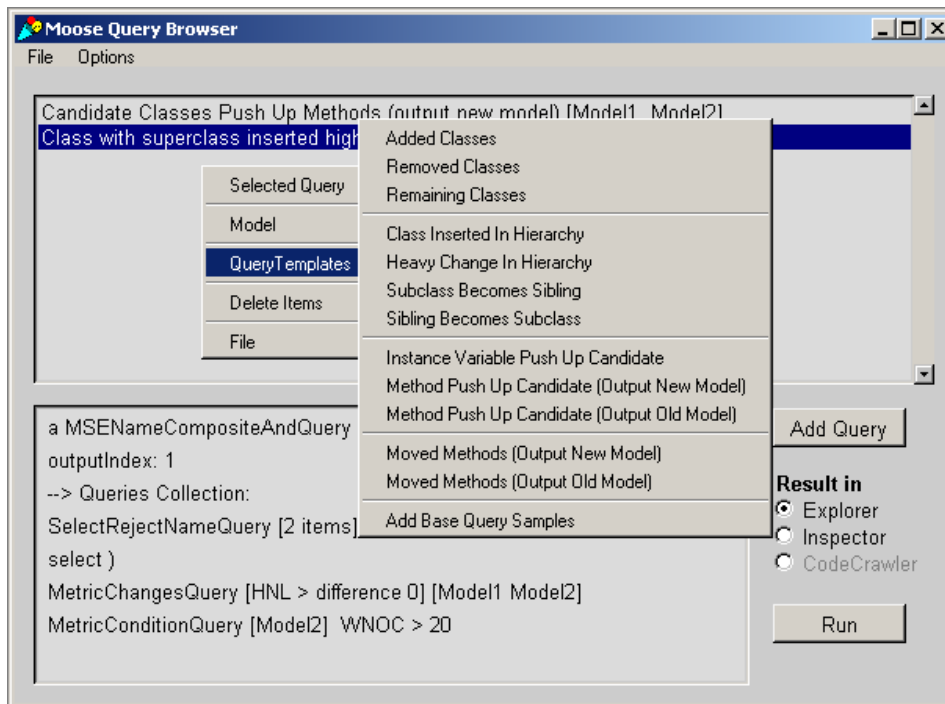 Moose Query Browser
File Options
Candidate Classes Push Up Methods (output new model) [Model1 Model2]
Class with superclass inserted high
Selected Query
Model
QueryTemplates
Delete Items
File
Added Classes
Removed Classes
Remaining Classes
Class Inserted In Hierarchy
Heavy Change In Hierarchy
Subclass Becomes Sibling
Sibling Becomes Subclass
Instance Variable Push Up Candidate
Method Push Up Candidate (Output New Model)
Method Push Up Candidate (Output Old Model)
Moved Methods (Output New Model)
Moved Methods (Output Old Model)
Add Base Query Samples
a MSENameCompositeAndQuery
outputIndex: 1
--> Queries Collection:
SelectRejectNameQuery [2 items]
select )
MetricChangesQuery [HNL > difference 0] [Model1 Model2]
MetricConditionQuery [Model2] WNOC > 20
Add Query
Result in
Explorer
Inspector
CodeCrawler
Run